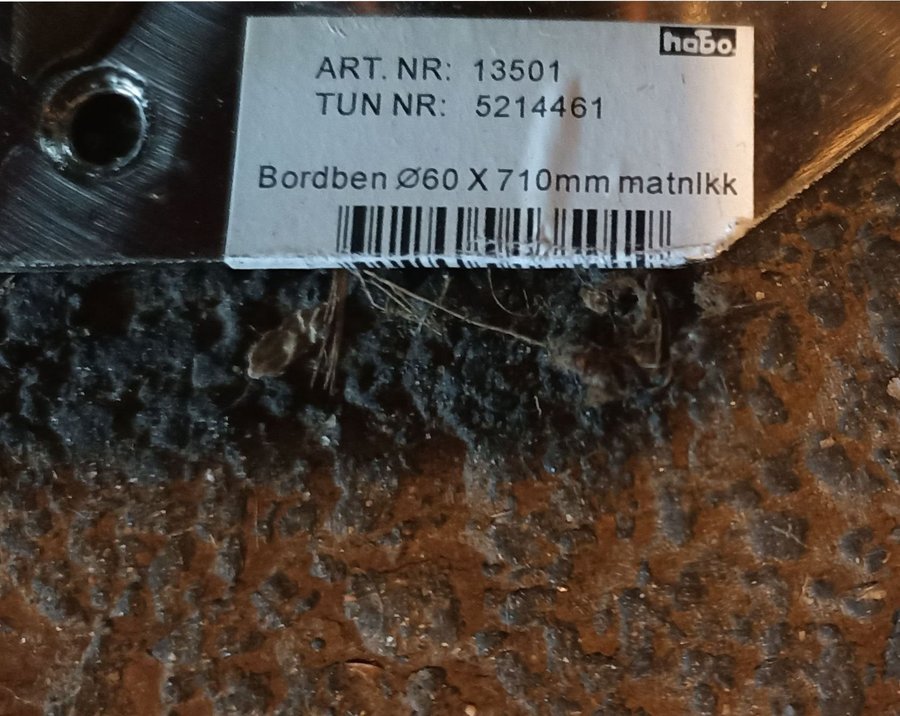 habo
ART. NR: 13501
TUN NR: 5214461
Bordben Ø60 X 710mm matnlkk